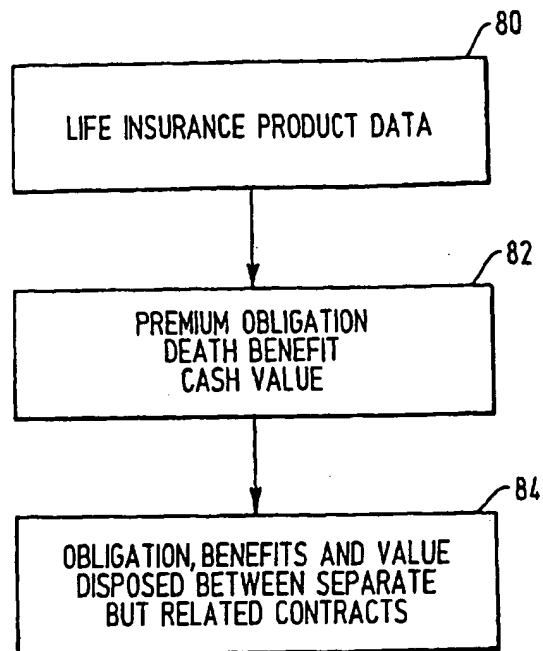 80
LIFE INSURANCE PRODUCT DATA
82
PREMIUM OBLIGATION
DEATH BENEFIT
CASH VALUE
84
OBLIGATION, BENEFITS AND VALUE
DISPOSED BETWEEN SEPARATE
BUT RELATED CONTRACTS